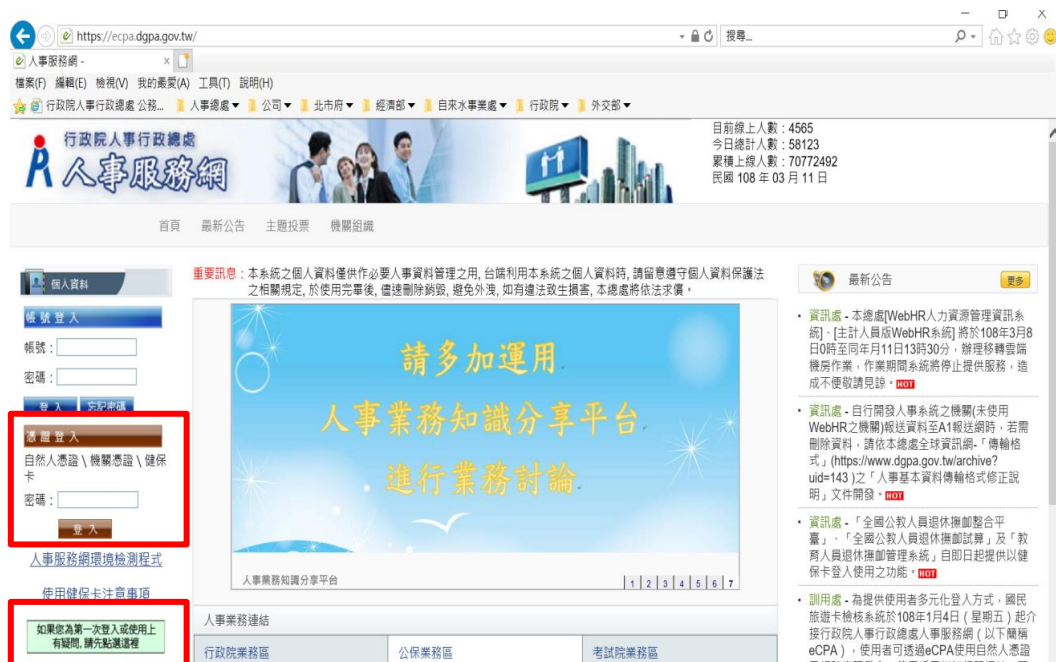 https://ecpa.dgpa.gov.tw/
搜尋...
人事服務網 -
檔案(F) 編輯(E) 檢視(V) 我的最愛(A) 工具(T) 說明(H)
行政院人事行政總處 公務... 人事總處 公司 北市府 經濟部 自來水事業處 行政院 外交部
行政院人事行政總處
人事服務網
目前線上人數：4565
今日總計人數：58123
累積上線人數：70772492
民國 108 年 03 月 11 日
首頁 最新公告 主題投票 機關組織
個人資料
帳號登入
帳號：
密碼：
登入 忘記密碼
憑證登入
自然人憑證 \ 機關憑證 \ 健保
卡
密碼：
登入
人事服務網環境檢測程式
使用健保卡注意事項
如果您為第一次登入或使用上
有疑問, 請先點選這裡
重要訊息：本系統之個人資料僅供作必要人事資料管理之用, 台端利用本系統之個人資料時, 請留意遵守個人資料保護法
之相關規定, 於使用完畢後, 儘速刪除銷毀, 避免外洩, 如有違法致生損害, 本總處將依法求償。
請多加運用
人事業務知識分享平台
進行業務討論
人事業務知識分享平台
1 2 3 4 5 6 7
人事業務連結
行政院業務區 公保業務區 考試院業務區
最新公告 更多
資訊處 - 本總處[WebHR人力資源管理資訊系
統]、[主計人員版WebHR系統] 將於108年3月8
日0時至同年月11日13時30分，辦理移轉雲端
機房作業，作業期間系統將停止提供服務，造
成不便敬請見諒。HOT
資訊處 - 自行開發人事系統之機關(未使用
WebHR之機關)報送資料至A1報送網時，若需
刪除資料，請依本總處全球資訊網-「傳輸格
式」(https://www.dgpa.gov.tw/archive?
uid=143 )之「人事基本資料傳輸格式修正說
明」文件開發。HOT
資訊處 - 「全國公教人員退休撫卹整合平
臺」、「全國公教人員退休撫卹試算」及「教
育人員退休撫卹管理系統」自即日起提供以健
保卡登入使用之功能。HOT
訓用處 - 為提供使用者多元化登入方式，國民
旅遊卡檢核系統於108年1月4日（星期五）起介
接行政院人事行政總處人事服務網（以下簡稱
eCPA），使用者可透過eCPA使用自然人憑證